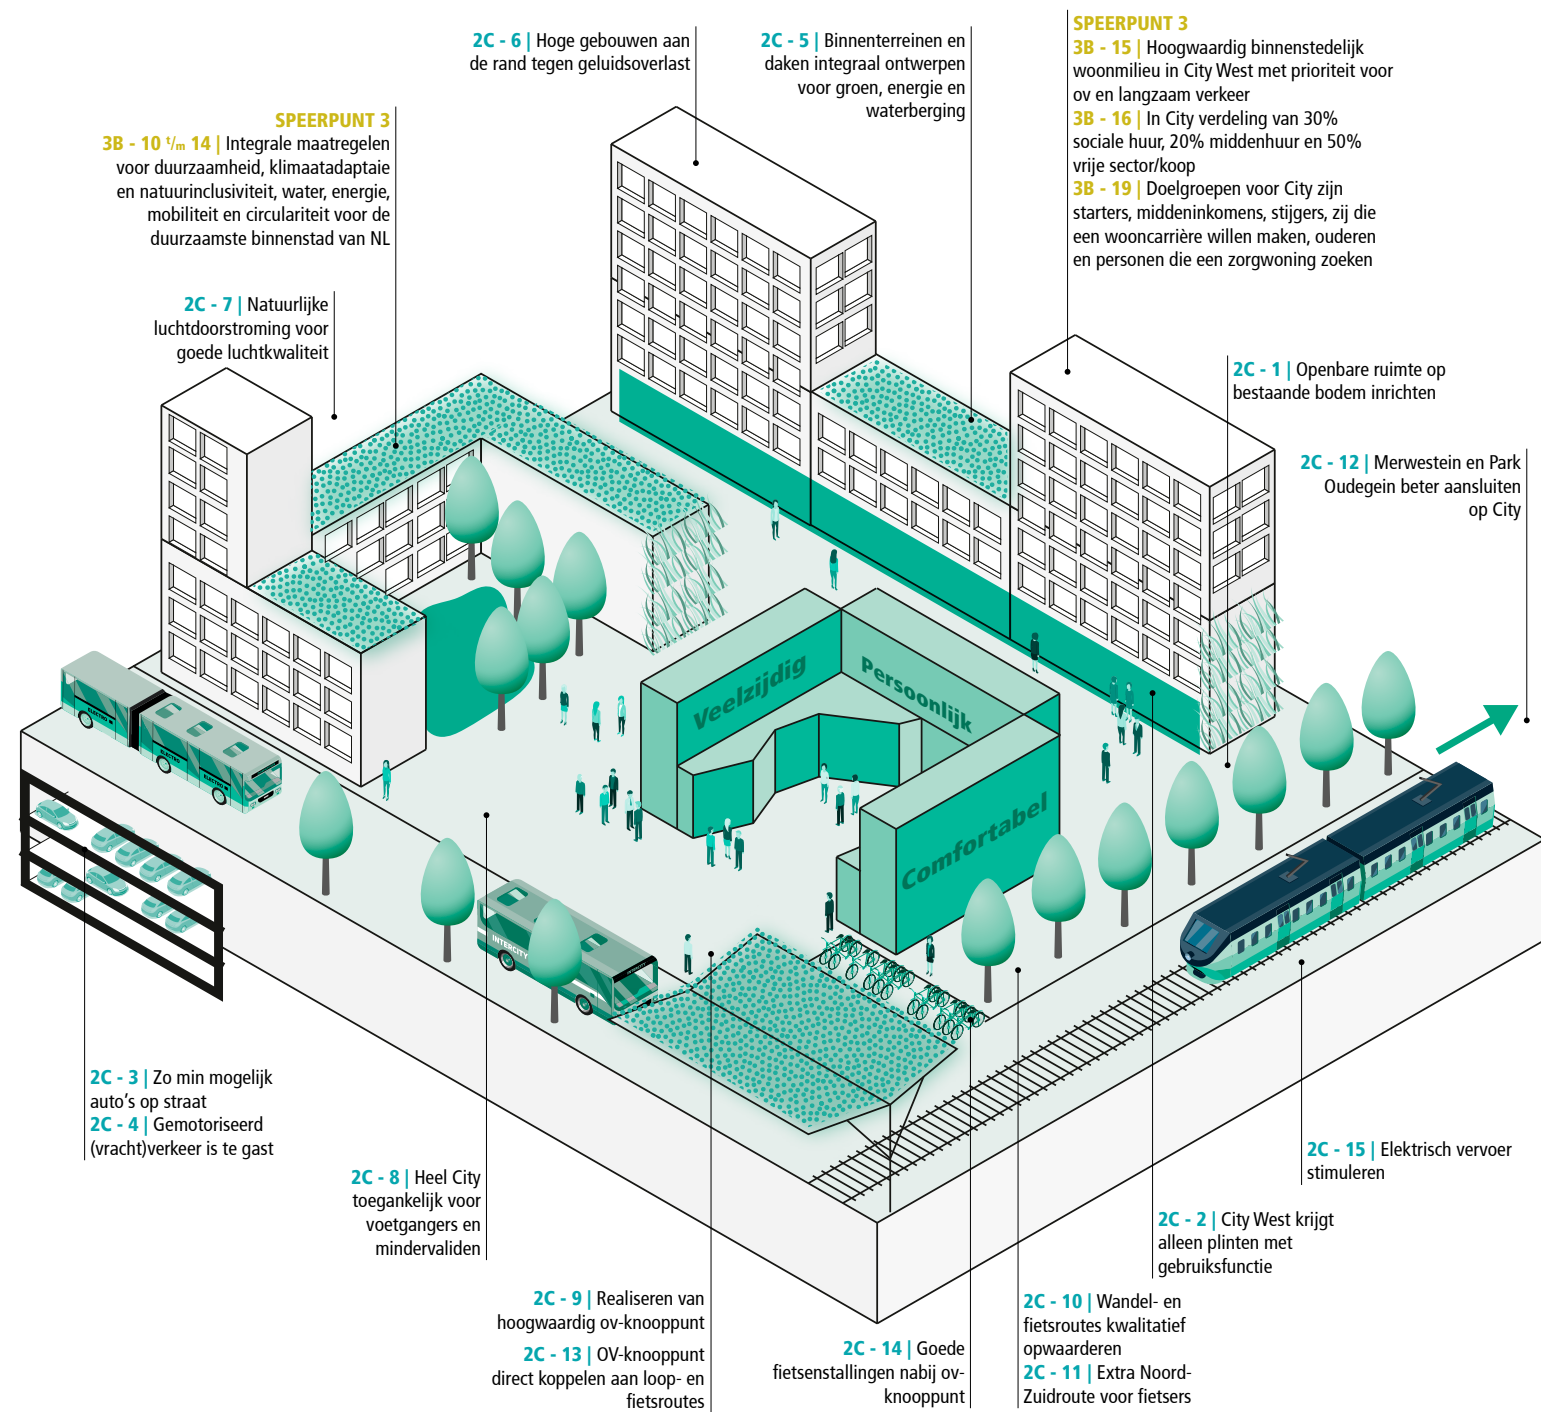 2C - 6 | Hoge gebouwen aan
de rand tegen geluidsoverlast
2C - 5 | Binnenterreinen en
daken integraal ontwerpen
voor groen, energie en
waterberging
SPEERPUNT 3
3B - 15 | Hoogwaardig binnenstedelijk
woonmilieu in City West met prioriteit voor
ov en langzaam verkeer
3B - 16 | In City verdeling van 30%
sociale huur, 20% middenhuur en 50%
vrije sector/koop
3B - 19 | Doelgroepen voor City zijn
starters, middeninkomens, stijgers, zij die
een wooncarrière willen maken, ouderen
en personen die een zorgwoning zoeken
SPEERPUNT 3
3B - 10 t/m 14 | Integrale maatregelen
voor duurzaamheid, klimaatadaptaie
en natuurinclusiviteit, water, energie,
mobiliteit en circulariteit voor de
duurzaamste binnenstad van NL
2C - 7 | Natuurlijke
luchtdoorstroming voor
goede luchtkwaliteit
2C - 1 | Openbare ruimte op
bestaande bodem inrichten
2C - 12 | Merwestein en Park
Oudegein beter aansluiten
op City
Veelzijdig
Persoonlijk
Comfortabel
ELECTRO
ELECTRO
ELECTRO
INTERCITY
2C - 3 | Zo min mogelijk
auto's op straat
2C - 4 | Gemotoriseerd
(vracht)verkeer is te gast
2C - 8 | Heel City
toegankelijk voor
voetgangers en
mindervaliden
2C - 15 | Elektrisch vervoer
stimuleren
2C - 2 | City West krijgt
alleen plinten met
gebruiksfunctie
2C - 9 | Realiseren van
hoogwaardig ov-knooppunt
2C - 13 | OV-knooppunt
direct koppelen aan loop- en
fietsroutes
2C - 14 | Goede
fietsenstallingen nabij ov-
knooppunt
2C - 10 | Wandel- en
fietsroutes kwalitatief
opwaarderen
2C - 11 | Extra Noord-
Zuidroute voor fietsers